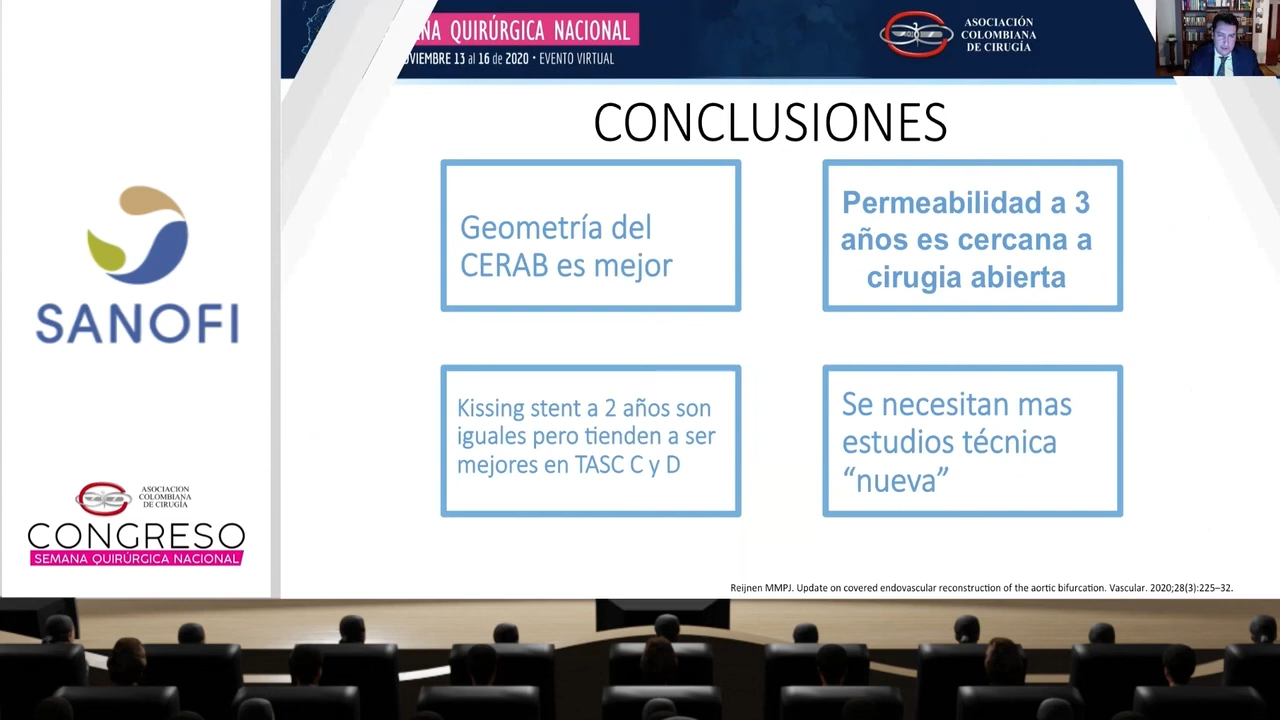 NA QUIRÚRGICA NACIONAL
VIEMBRE 13 al 16 de 2020 • EVENTO VIRTUAL
ASOCIACIÓN
COLOMBIANA
DE CIRUGÍA
CONCLUSIONES
Geometría del
CERAB es mejor
Permeabilidad a 3
años es cercana a
cirugia abierta
Kissing stent a 2 años son
iguales pero tienden a ser
mejores en TASC C y D
Se necesitan mas
estudios técnica
“nueva”
Reijnen MMPJ. Update on covered endovascular reconstruction of the aortic bifurcation. Vascular. 2020;28(3):225–32.
SANOFI
ASOCIACIÓN
COLOMBIANA
DE CIRUGÍA
CONGRESO
SEMANA QUIRÚRGICA NACIONAL